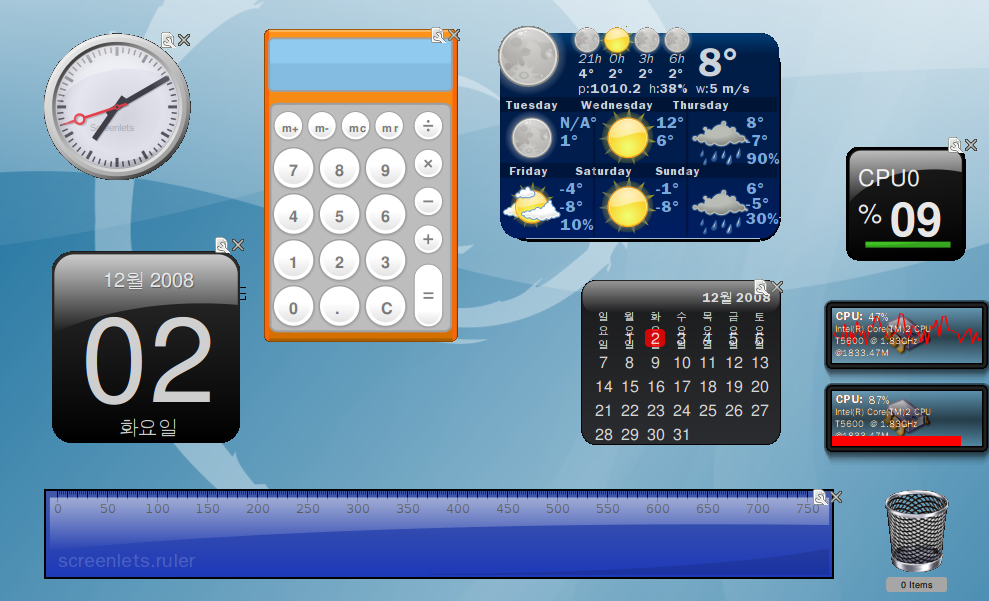 Screenlets
m+ m- mc mr ÷
7 8 9 ×
4 5 6 −
1 2 3 +
0 . C =
21h 0h 3h 6h
4° 2° 2° 2°
8°
p:1010.2 h:38% w:5 m/s
Tuesday Wednesday Thursday
N/A° 12° 8°
1° 6° -7°
90%
Friday Saturday Sunday
-4° -1° 6°
-8° -8° -5°
10% 30%
CPU0
% 09
12월 2008
02
화요일
12월 2008
일 월 화 수 목 금 토
1 2 3 4 5 6
7 8 9 10 11 12 13
14 15 16 17 18 19 20
21 22 23 24 25 26 27
28 29 30 31
CPU: 47%
Intel(R) Core(TM)2 CPU
T5600 @ 1.83GHz
@1833.47M
CPU: 87%
Intel(R) Core(TM)2 CPU
T5600 @ 1.83GHz
@1833.47M
0 50 100 150 200 250 300 350 400 450 500 550 600 650 700 750
screenlets.ruler
0 Items